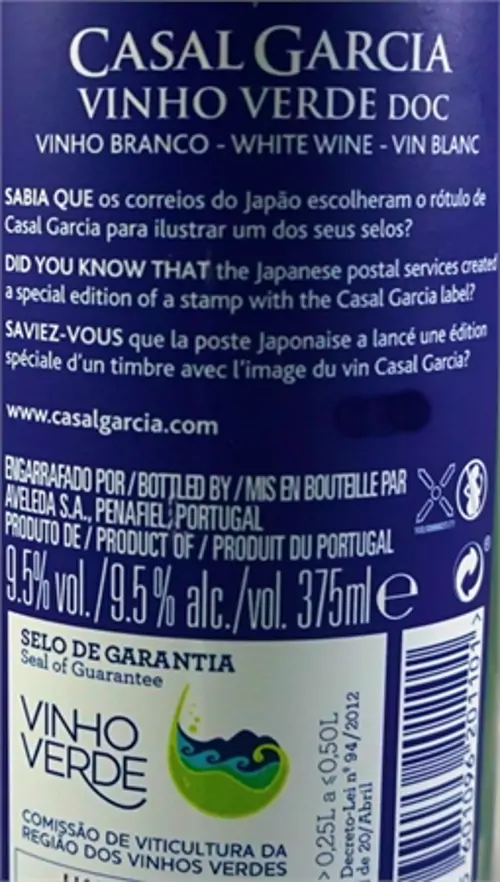 CASAL GARCIA
VINHO VERDE DOC
VINHO BRANCO - WHITE WINE - VIN BLANC
SABIA QUE os correios do Japão escolheram o rótulo de
Casal Garcia para ilustrar um dos seus selos?
DID YOU KNOW THAT the Japanese postal services created
a special edition of a stamp with the Casal Garcia label?
SAVIEZ-VOUS que la poste Japonaise a lancé une édition
spéciale d'un timbre avec l'image du vin Casal Garcia?
www.casalgarcia.com
ENGARRAFADO POR / BOTTLED BY / MIS EN BOUTEILLE PAR
AVELEDA S.A., PENAFIEL, PORTUGAL
PRODUTO DE / PRODUCT OF / PRODUIT DU PORTUGAL
9.5% vol. / 9.5% alc./vol. 375ml e
SELO DE GARANTIA
Seal of Guarantee
VINHO
VERDE
COMISSÃO DE VITICULTURA DA
REGIÃO DOS VINHOS VERDES
> 0,25L a ≤0,50L
Decreto-Lei nº 94/2012
de 20/Abril
5 601096 201101 >